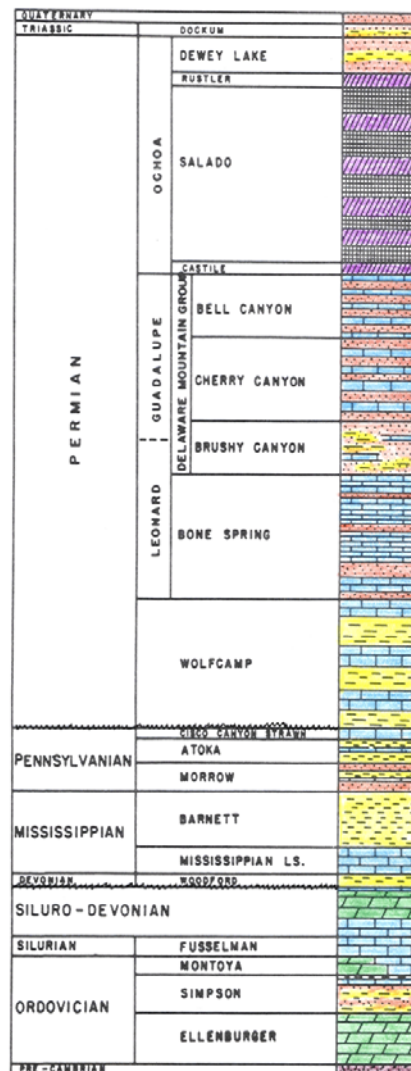 QUATERNARY
TRIASSIC
DOCKUM
DEWEY LAKE
RUSTLER
PERMIAN
OCHOA
SALADO
CASTILE
GUADALUPE
DELAWARE MOUNTAIN GROUP
BELL CANYON
CHERRY CANYON
BRUSHY CANYON
LEONARD
BONE SPRING
WOLFCAMP
CISCO CANYON STRAWN
PENNSYLVANIAN
ATOKA
MORROW
MISSISSIPPIAN
BARNETT
MISSISSIPPIAN LS.
DEVONIAN
WOODFORD
SILURO-DEVONIAN
SILURIAN
FUSSELMAN
ORDOVICIAN
MONTOYA
SIMPSON
ELLENBURGER
PRE-CAMBRIAN